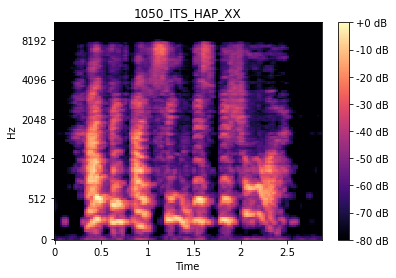 1050_ITS_HAP_XX
+0 dB
8192
-10 dB
4096
-20 dB
-30 dB
2048
-40 dB
Hz
1024
-50 dB
-60 dB
512
-70 dB
0
-80 dB
0 0.5 1 1.5 2 2.5
Time